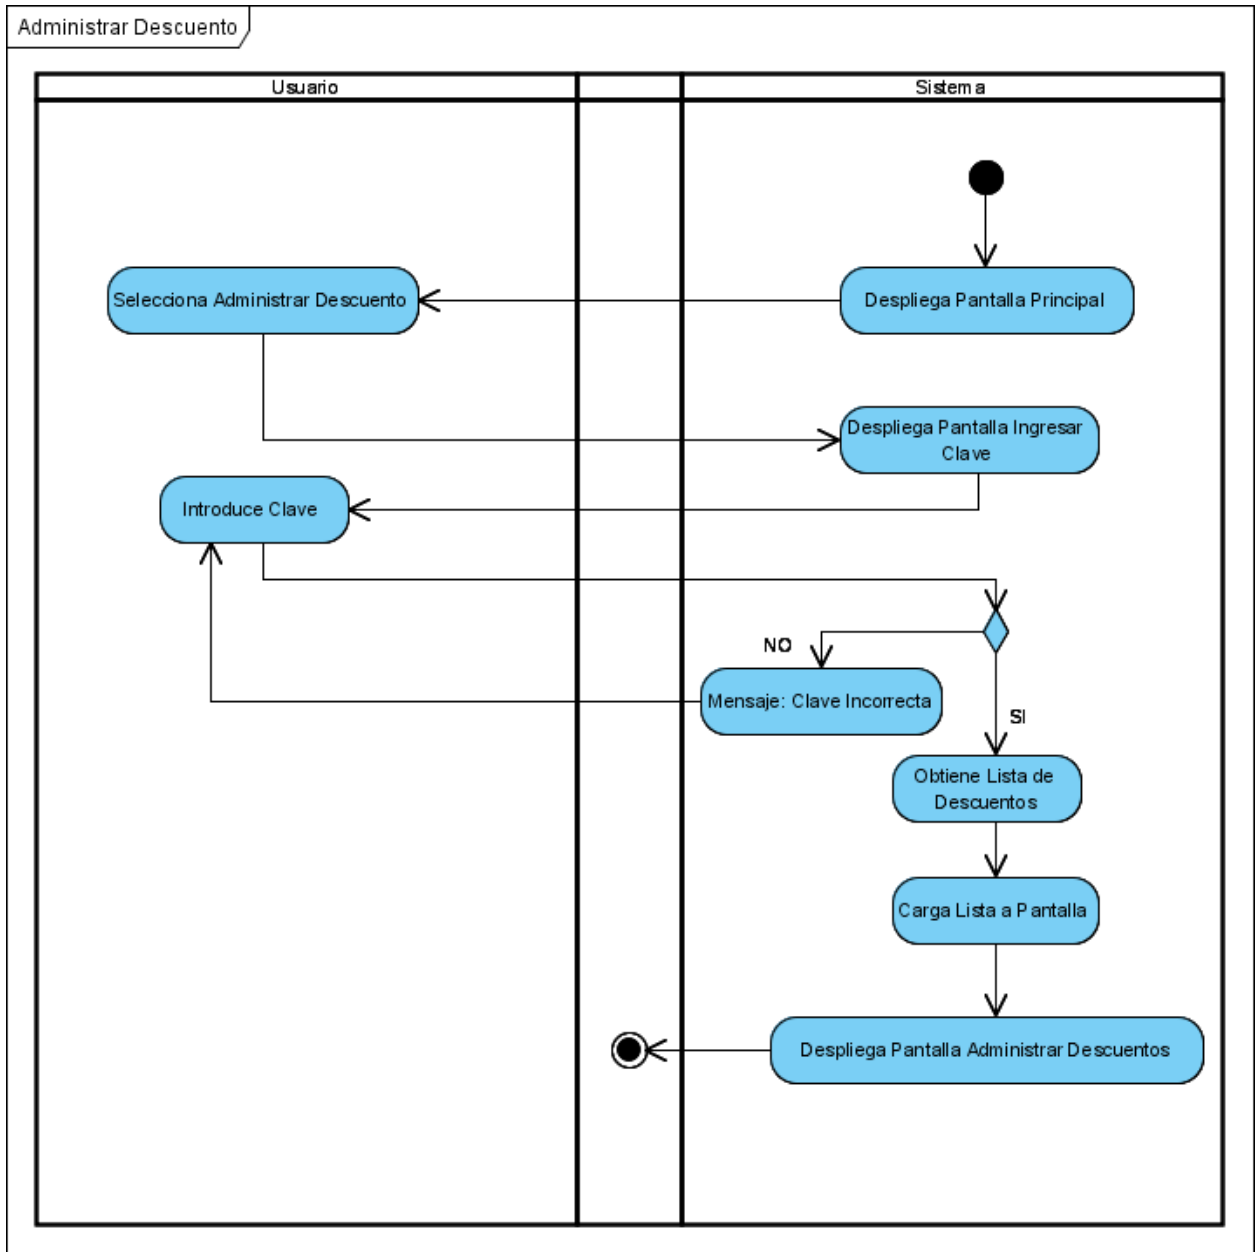 Administrar Descuento
Usuario
Sistema
Selecciona Administrar Descuento
Despliega Pantalla Principal
Despliega Pantalla Ingresar
Clave
Introduce Clave
NO
Mensaje: Clave Incorrecta
SI
Obtiene Lista de
Descuentos
Carga Lista a Pantalla
Despliega Pantalla Administrar Descuentos